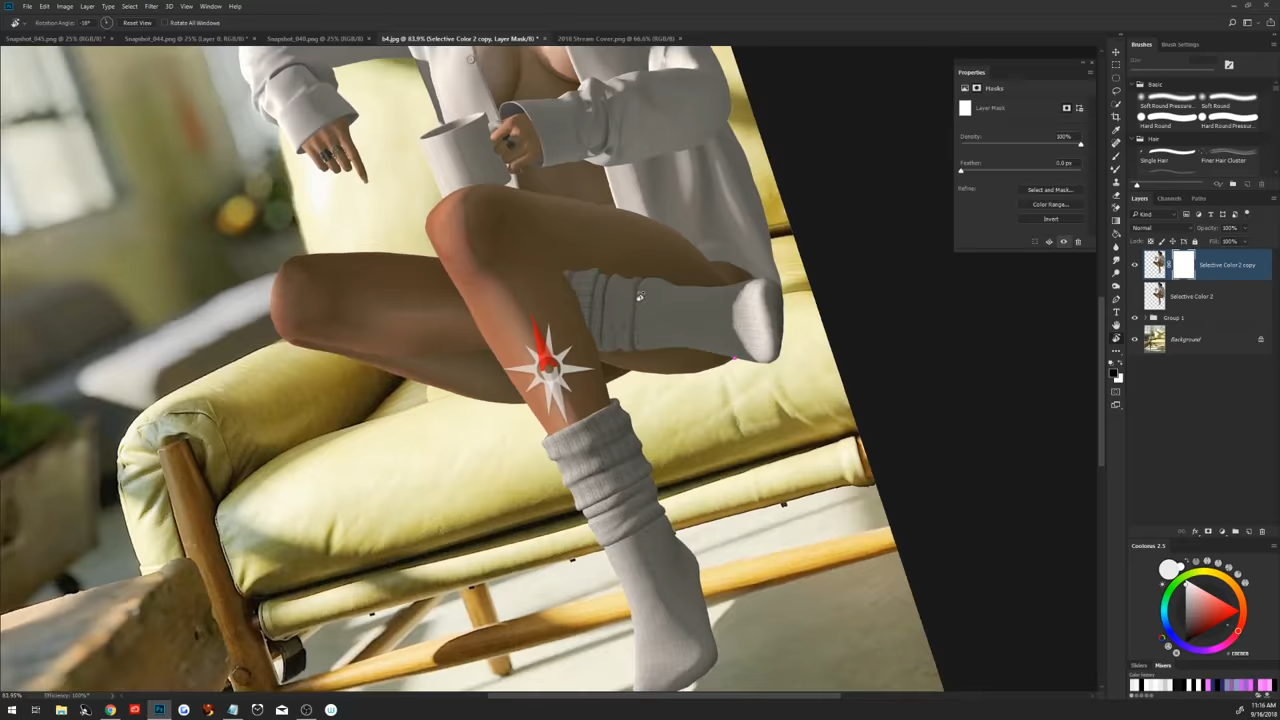 File Edit Image Layer Type Select Filter 3D View Window Help
Rotation Angle: -18° Reset View Rotate All Windows
Snapshot_045.png @ 25% (RGB/8) * × Snapshot_044.png @ 25% (Layer 0, RGB/8) * × Snapshot_040.png @ 25% (RGB/8) × b4.jpg @ 83.9% (Selective Color 2 copy, Layer Mask/8) * × 2018 Stream Cover.png @ 66.6% (RGB/8) ×
Brushes Brush Settings
Size:
Basic
Soft Round Pressure... Soft Round
Hard Round Hard Round Pressur...
Hair
Single Hair Finer Hair Cluster
Properties
Masks
Layer Mask
Density: 100%
Feather: 0.0 px
Refine: Select and Mask...
Color Range...
Invert
Layers Channels Paths
Kind
Normal Opacity: 100%
Lock: Fill: 100%
Selective Color 2 copy
Selective Color 2
Group 1
Background
Coolorus 2.5
Sliders Mixers
83.95% Efficiency: 100%*
11:16 AM
9/16/2018